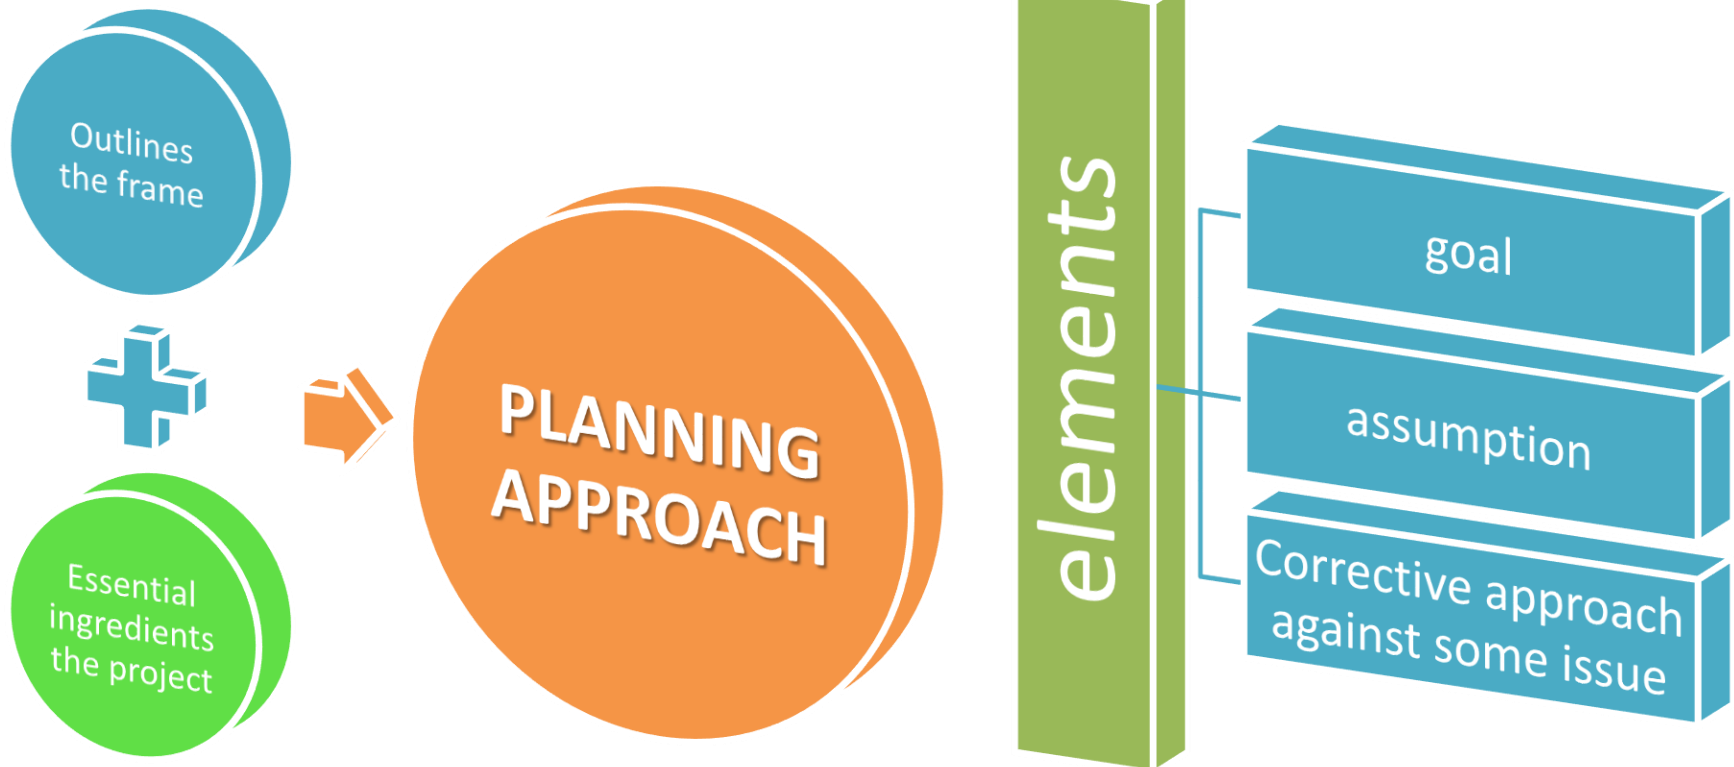 Outlines
the frame
Essential
ingredients
the project
PLANNING
APPROACH
elements
goal
assumption
Corrective approach
against some issue